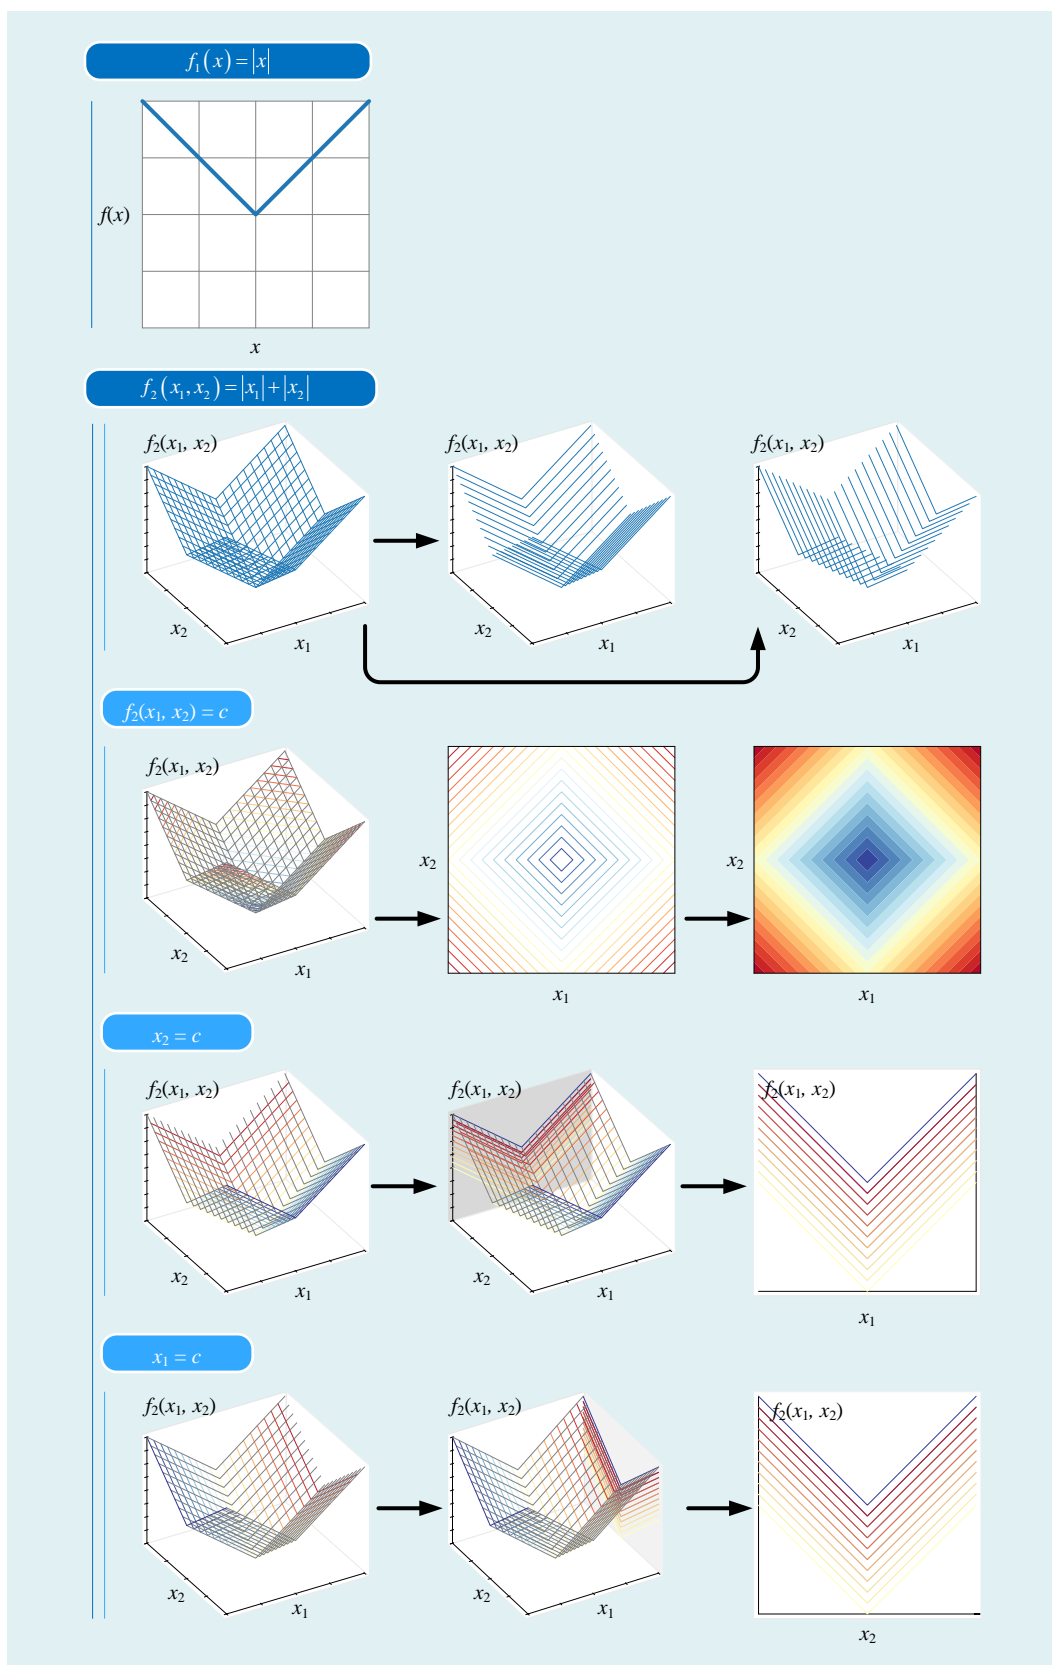 f₁(x) = |x|
f(x)
x
f₂(x₁, x₂) = |x₁| + |x₂|
f₂(x₁, x₂) f₂(x₁, x₂) f₂(x₁, x₂)
x₂ x₁ x₂ x₁ x₂ x₁
f₂(x₁, x₂) = c
f₂(x₁, x₂)
x₂ x₂
x₂ x₁
x₁ x₁
x₂ = c
f₂(x₁, x₂) f₂(x₁, x₂) f₂(x₁, x₂)
x₂ x₁ x₂ x₁
x₁
x₁ = c
f₂(x₁, x₂) f₂(x₁, x₂) f₂(x₁, x₂)
x₂ x₁ x₂ x₁
x₂